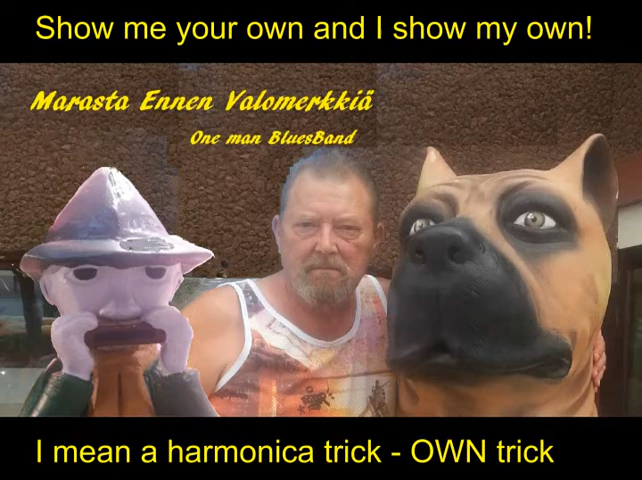 Show me your own and I show my own!
Marasta Ennen Valomerkkiä
One man BluesBand
I mean a harmonica trick - OWN trick